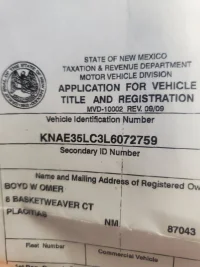 STATE OF NEW MEXICO
TAXATION & REVENUE DEPARTMENT
MOTOR VEHICLE DIVISION
APPLICATION FOR VEHICLE
TITLE AND REGISTRATION
MVD-10002 REV. 09/09
Vehicle Identification Number
KNAE35LC3L6072759
Secondary ID Number
Name and Mailing Address of Registered Ow
BOYD W OMER
8 BASKETWEAVER CT
PLACITAS NM 87043
Fleet Number Commercial Vehicle